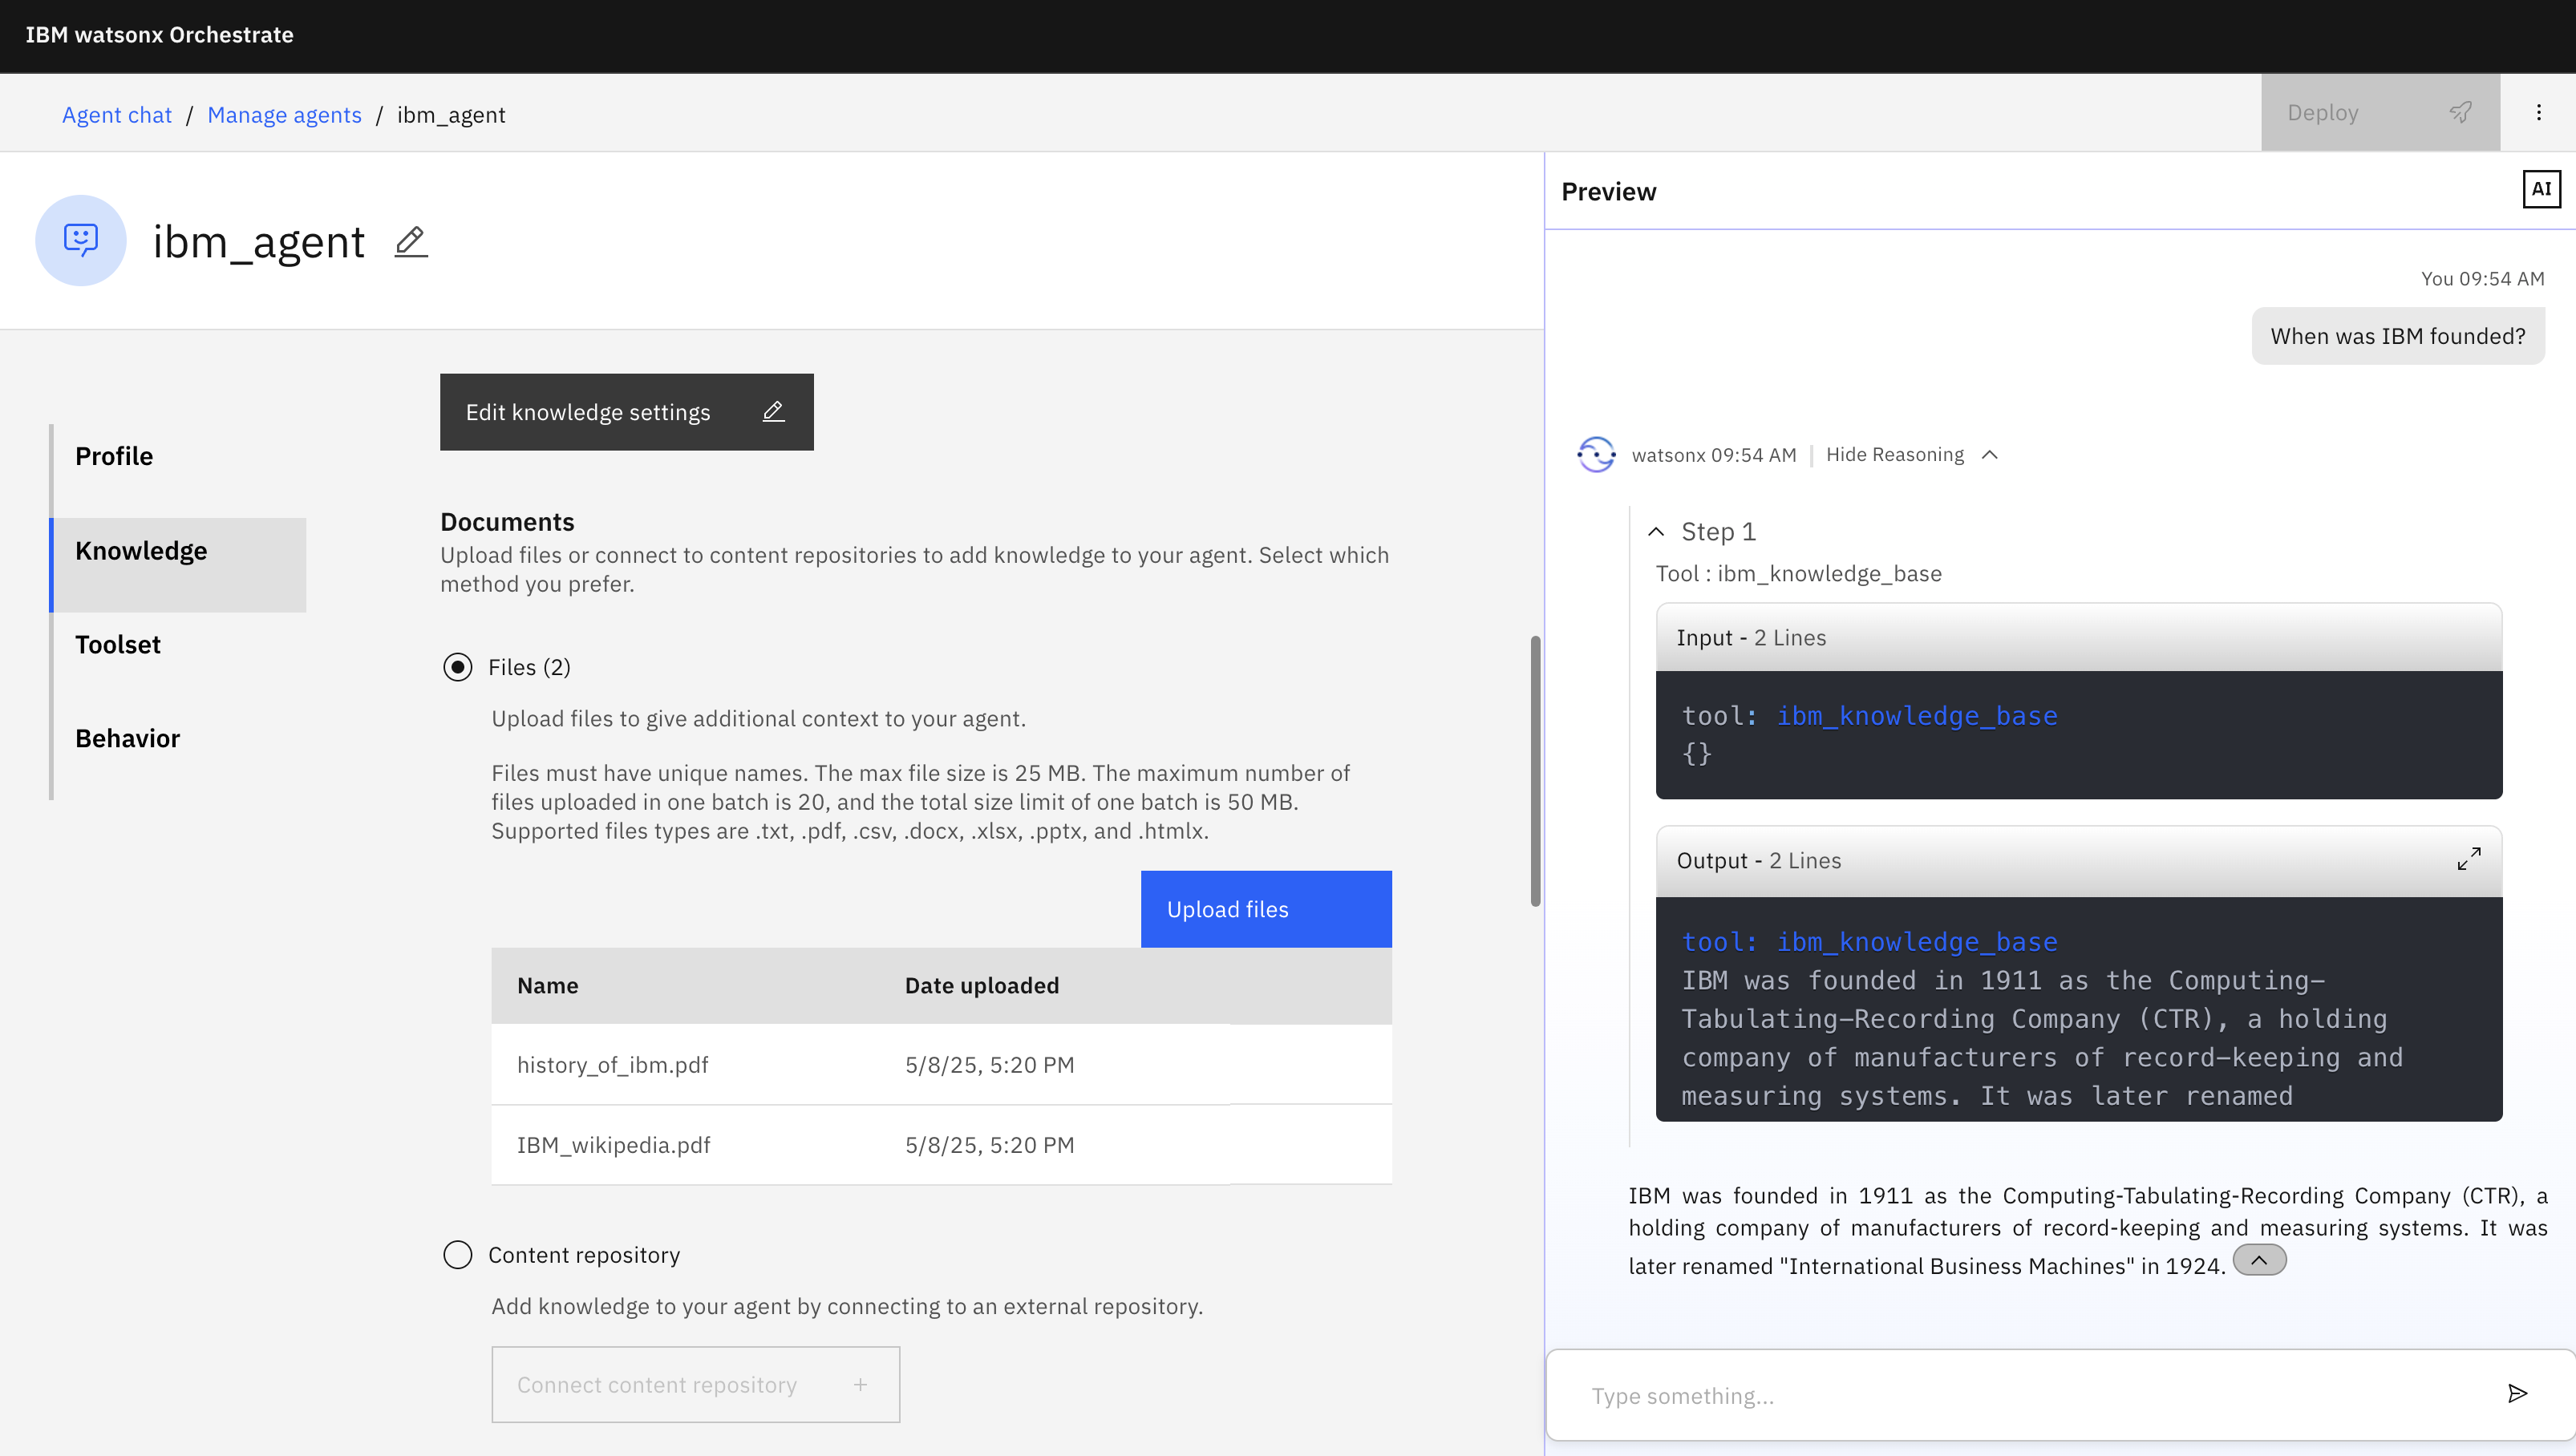 IBM watsonx Orchestrate
Agent chat / Manage agents / ibm_agent
Deploy
ibm_agent
Profile
Knowledge
Toolset
Behavior
Edit knowledge settings
Documents
Upload files or connect to content repositories to add knowledge to your agent. Select which
method you prefer.
Files (2)
Upload files to give additional context to your agent.
Files must have unique names. The max file size is 25 MB. The maximum number of
files uploaded in one batch is 20, and the total size limit of one batch is 50 MB.
Supported files types are .txt, .pdf, .csv, .docx, .xlsx, .pptx, and .htmlx.
Upload files
Name Date uploaded
history_of_ibm.pdf 5/8/25, 5:20 PM
IBM_wikipedia.pdf 5/8/25, 5:20 PM
Content repository
Add knowledge to your agent by connecting to an external repository.
Connect content repository +
Preview
AI
You 09:54 AM
When was IBM founded?
watsonx 09:54 AM | Hide Reasoning
Step 1
Tool : ibm_knowledge_base
Input - 2 Lines
tool: ibm_knowledge_base
{}
Output - 2 Lines
tool: ibm_knowledge_base
IBM was founded in 1911 as the Computing-
Tabulating-Recording Company (CTR), a holding
company of manufacturers of record-keeping and
measuring systems. It was later renamed
IBM was founded in 1911 as the Computing-Tabulating-Recording Company (CTR), a
holding company of manufacturers of record-keeping and measuring systems. It was
later renamed "International Business Machines" in 1924.
Type something...